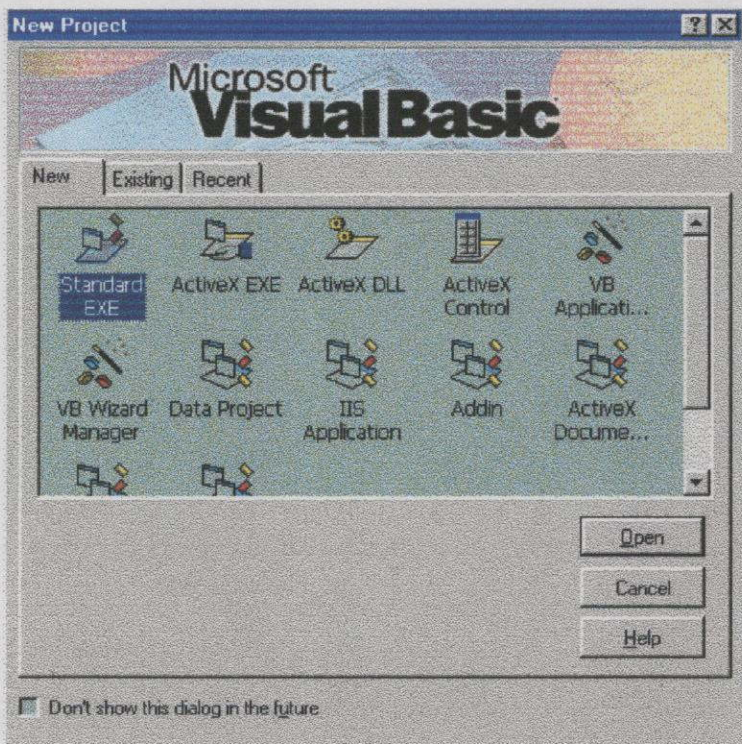 New Project
Microsoft
Visual Basic
New Existing Recent
Standard EXE
ActiveX EXE
ActiveX DLL
ActiveX Control
VB Applicati...
VB Wizard Manager
Data Project
IIS Application
Addin
ActiveX Docume...
Open
Cancel
Help
Don't show this dialog in the future